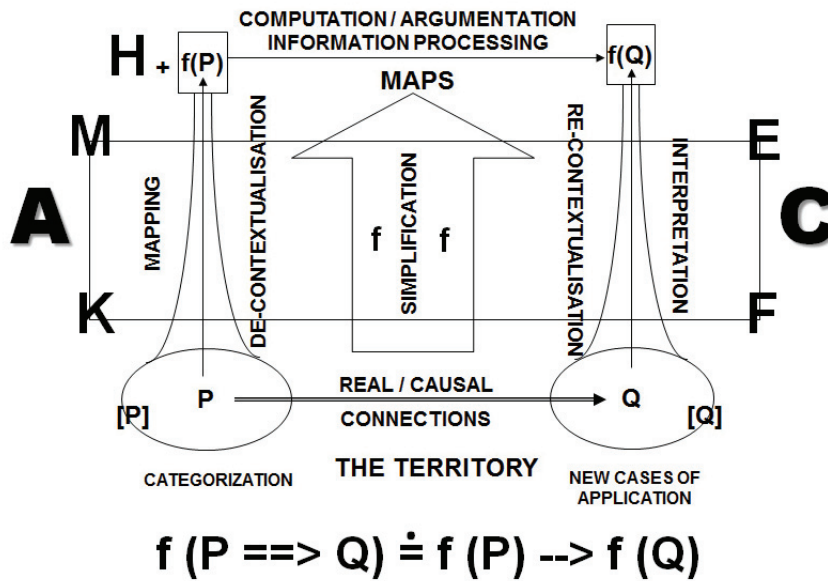 COMPUTATION / ARGUMENTATION
INFORMATION PROCESSING
H + f(P)
f(Q)
MAPS
M
E
A
C
MAPPING
DE-CONTEXTUALISATION
SIMPLIFICATION
f f
RE-CONTEXTUALISATION
INTERPRETATION
K
F
REAL / CAUSAL
CONNECTIONS
P
[P]
Q
[Q]
CATEGORIZATION
THE TERRITORY
NEW CASES OF
APPLICATION
f (P ==> Q) ≐ f (P) --> f (Q)